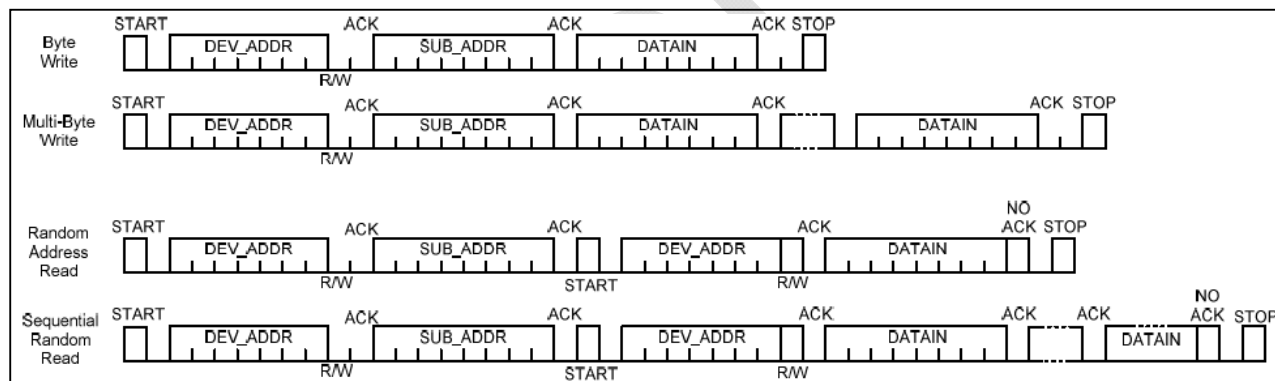 START ACK ACK ACK STOP
Byte Write DEV_ADDR SUB_ADDR DATAIN
R/W
START ACK ACK ACK ACK STOP
Multi-Byte Write DEV_ADDR SUB_ADDR DATAIN DATAIN
R/W
START ACK ACK ACK NO ACK STOP
Random Address Read DEV_ADDR SUB_ADDR DEV_ADDR DATAIN
R/W START R/W
START ACK ACK ACK ACK ACK NO ACK STOP
Sequential Random Read DEV_ADDR SUB_ADDR DEV_ADDR DATAIN DATAIN
R/W START R/W